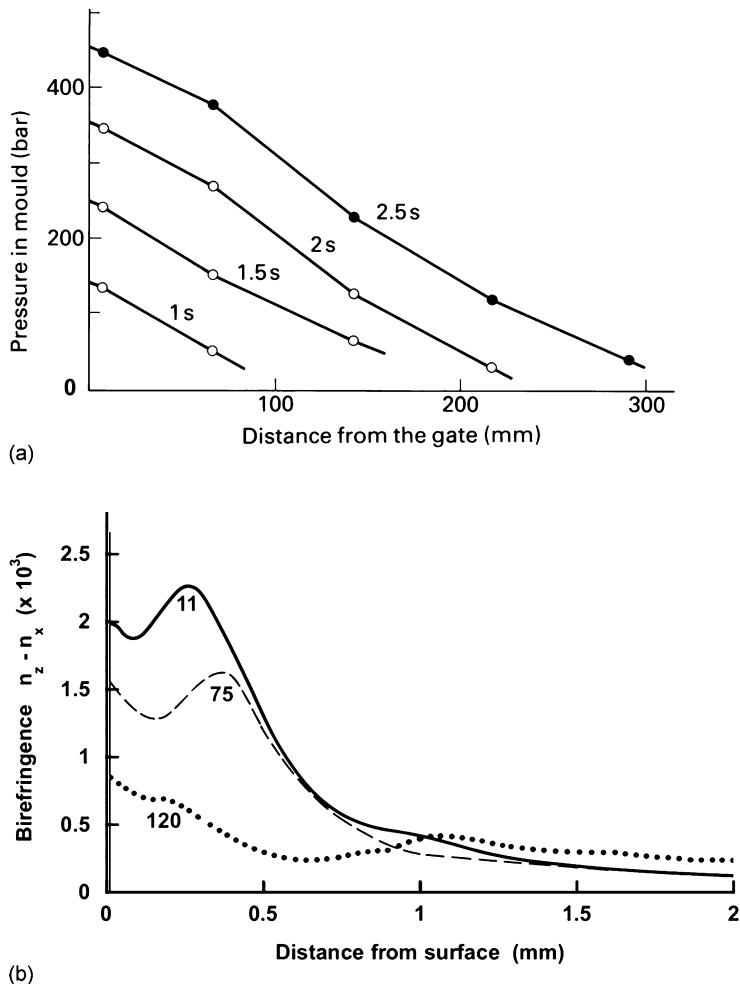 Pressure in mould (bar)
400
200
0
2.5 s
2 s
1.5 s
1 s
100
200
300
Distance from the gate (mm)
(a)
Birefringence n_z - n_x (x 10³)
2.5
2
1.5
1
0.5
0
11
75
120
0
0.5
1
1.5
2
Distance from surface (mm)
(b)